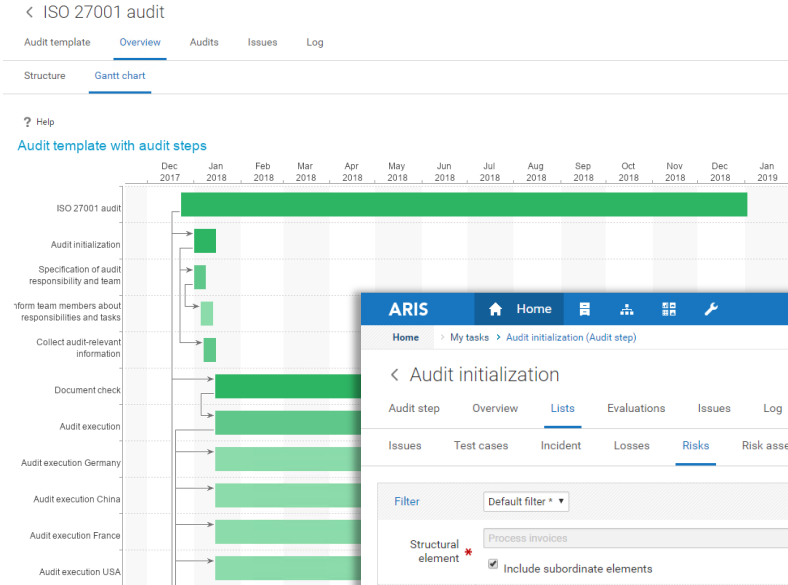 < ISO 27001 audit
Audit template Overview Audits Issues Log
Structure Gantt chart
? Help
Audit template with audit steps
Dec Jan Feb Mar Apr May Jun Jul Aug Sep Oct Nov Dec Jan
2017 2018 2018 2018 2018 2018 2018 2018 2018 2018 2018 2018 2018 2019
ISO 27001 audit
Audit initialization
Specification of audit
responsibility and team
nform team members about
responsibilities and tasks
Collect audit-relevant
information
Document check
Audit execution
Audit execution Germany
Audit execution China
Audit execution France
Audit execution USA
ARIS Home
Home > My tasks > Audit initialization (Audit step)
< Audit initialization
Audit step Overview Lists Evaluations Issues Log
Issues Test cases Incident Losses Risks Risk asse
Filter Default filter *
Structural
element * Process invoices
Include subordinate elements